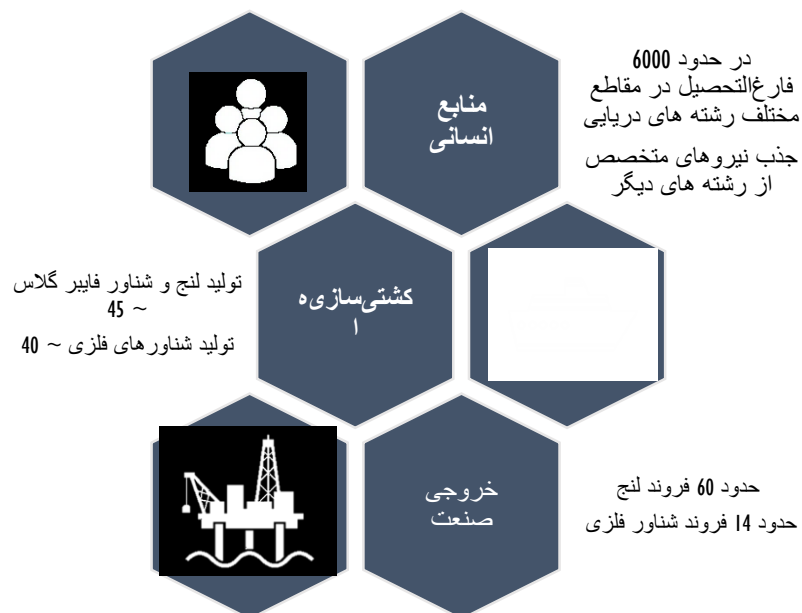 در حدود 6000
فارغ‌التحصیل در مقاطع
مختلف رشته های دریایی
جذب نیروهای متخصص
از رشته های دیگر
منابع
انسانی
کشتی‌سازی‌ه
ا
تولید لنج و شناور فایبر گلاس
~ 45
تولید شناورهای فلزی ~ 40
حدود 60 فروند لنج
حدود 14 فروند شناور فلزی
خروجی
صنعت